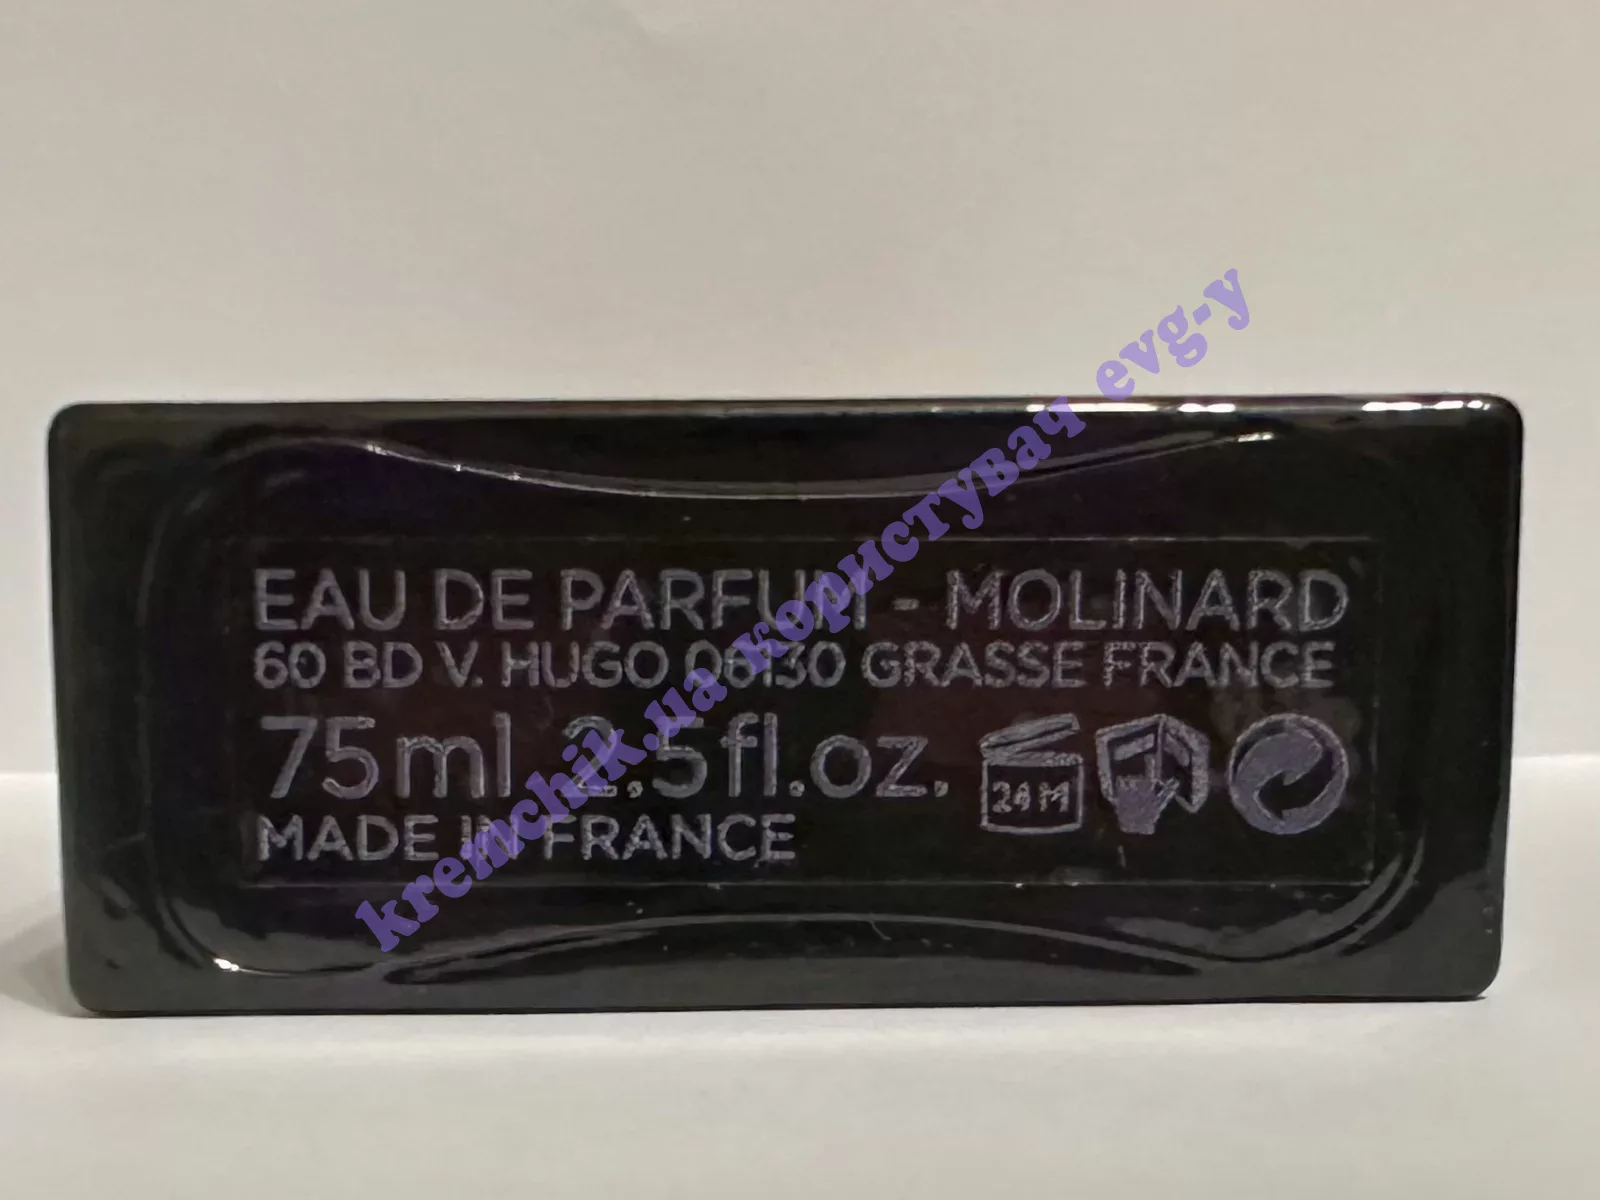 EAU DE PARFUM - MOLINARD
60 BD V. HUGO 06130 GRASSE FRANCE
75ml 2.5fl.oz.
24M
MADE IN FRANCE
kremchik.ua користувач evg-y